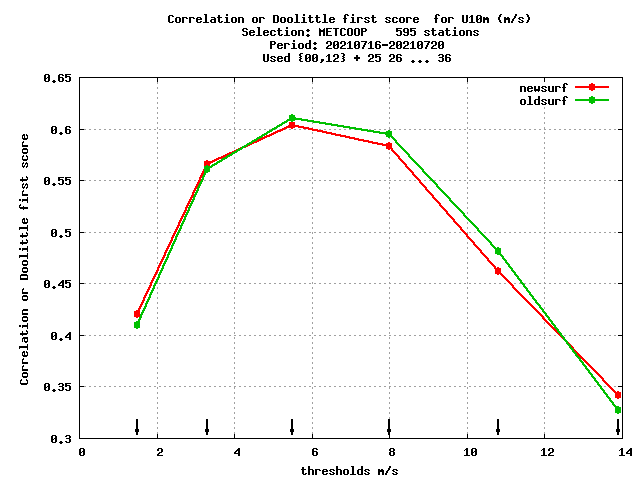 Correlation or Doolittle first score  for U10m (m/s)
Selection: METCOOP    595 stations
Period: 20210716-20210720
Used {00,12} + 25 26 ... 36
newsurf
oldsurf
Correlation or Doolittle first score
0.65
0.6
0.55
0.5
0.45
0.4
0.35
0.3
0 2 4 6 8 10 12 14
thresholds m/s